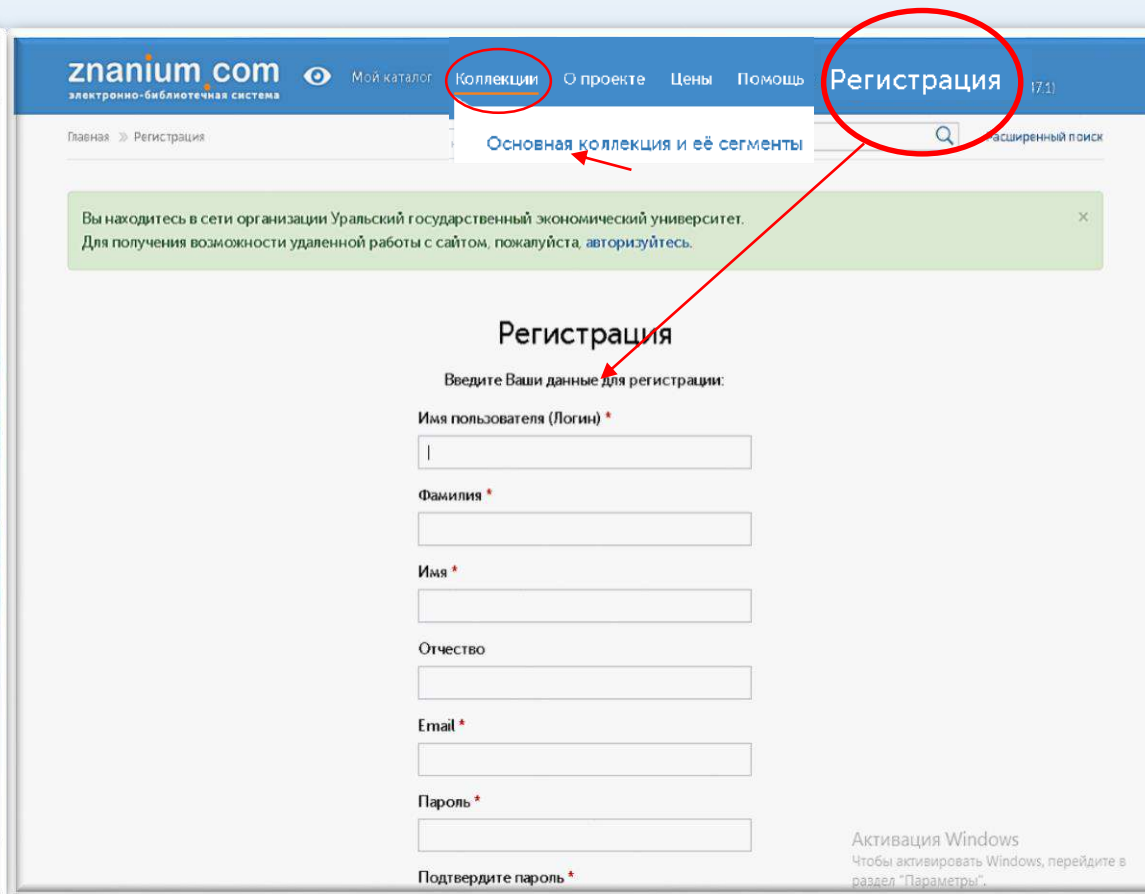 znanium.com
электронно-библиотечная система
Мой каталог Коллекции О проекте Цены Помощь Регистрация 47.1)
Главная » Регистрация
Основная коллекция и её сегменты
Расширенный поиск
Вы находитесь в сети организации Уральский государственный экономический университет.
Для получения возможности удаленной работы с сайтом, пожалуйста, авторизуйтесь.
×
Регистрация
Введите Ваши данные для регистрации:
Имя пользователя (Логин) *
Фамилия *
Имя *
Отчество
Email *
Пароль *
Подтвердите пароль *
Активация Windows
Чтобы активировать Windows, перейдите в
раздел "Параметры".